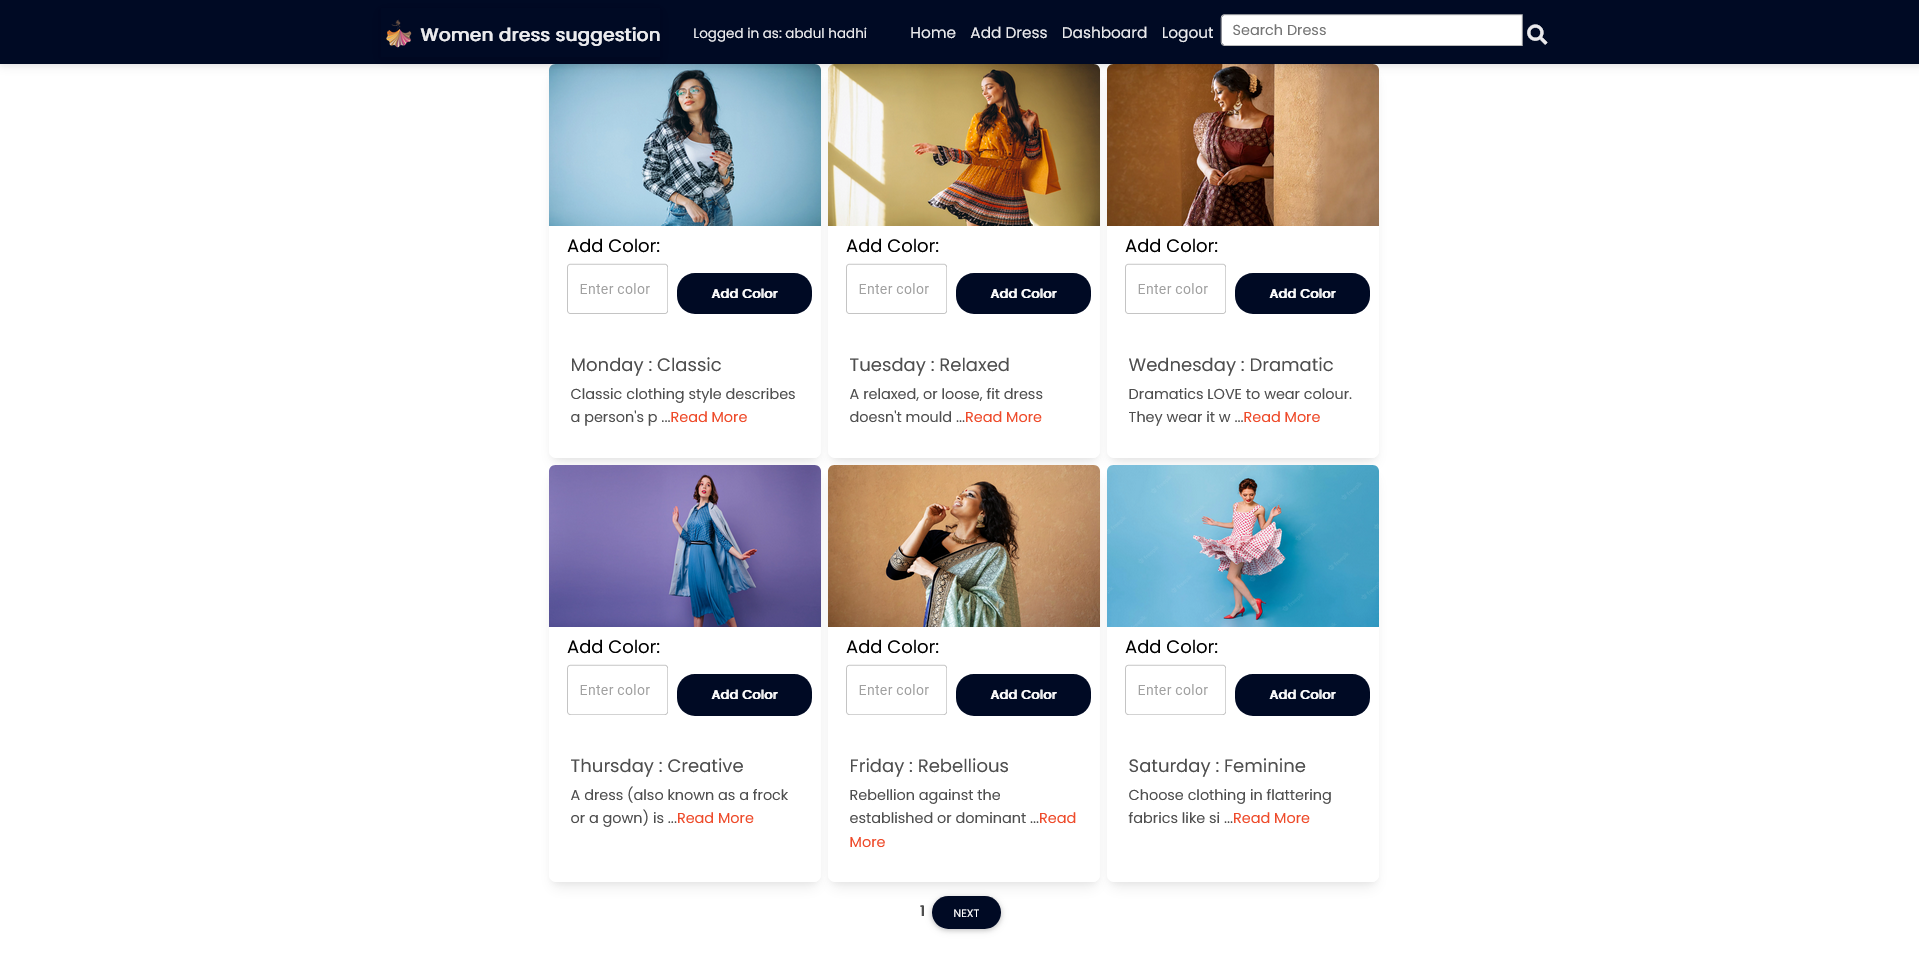 Women dress suggestion
Logged in as: abdul hadhi
Home
Add Dress
Dashboard
Logout
Search Dress
Add Color:
Enter color
Add Color
Monday : Classic
Classic clothing style describes
a person's p ...Read More
Add Color:
Enter color
Add Color
Tuesday : Relaxed
A relaxed, or loose, fit dress
doesn't mould ...Read More
Add Color:
Enter color
Add Color
Wednesday : Dramatic
Dramatics LOVE to wear colour.
They wear it w ...Read More
Add Color:
Enter color
Add Color
Thursday : Creative
A dress (also known as a frock
or a gown) is ...Read More
Add Color:
Enter color
Add Color
Friday : Rebellious
Rebellion against the
established or dominant ...Read
More
Add Color:
Enter color
Add Color
Saturday : Feminine
Choose clothing in flattering
fabrics like si ...Read More
1
NEXT